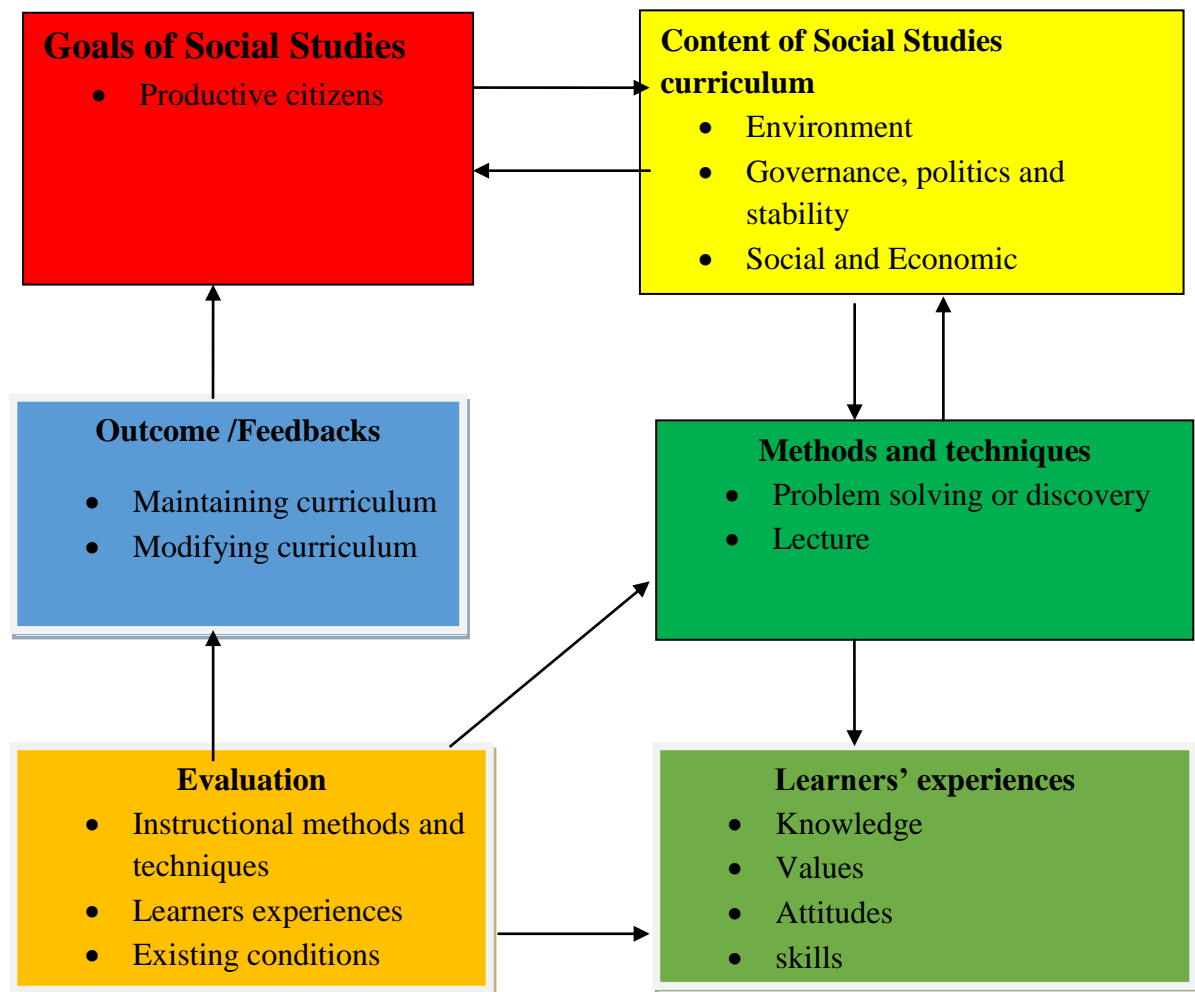 Goals of Social Studies
• Productive citizens
Content of Social Studies
curriculum
• Environment
• Governance, politics and
stability
• Social and Economic
Outcome /Feedbacks
• Maintaining curriculum
• Modifying curriculum
Methods and techniques
• Problem solving or discovery
• Lecture
Evaluation
• Instructional methods and
techniques
• Learners experiences
• Existing conditions
Learners’ experiences
• Knowledge
• Values
• Attitudes
• skills